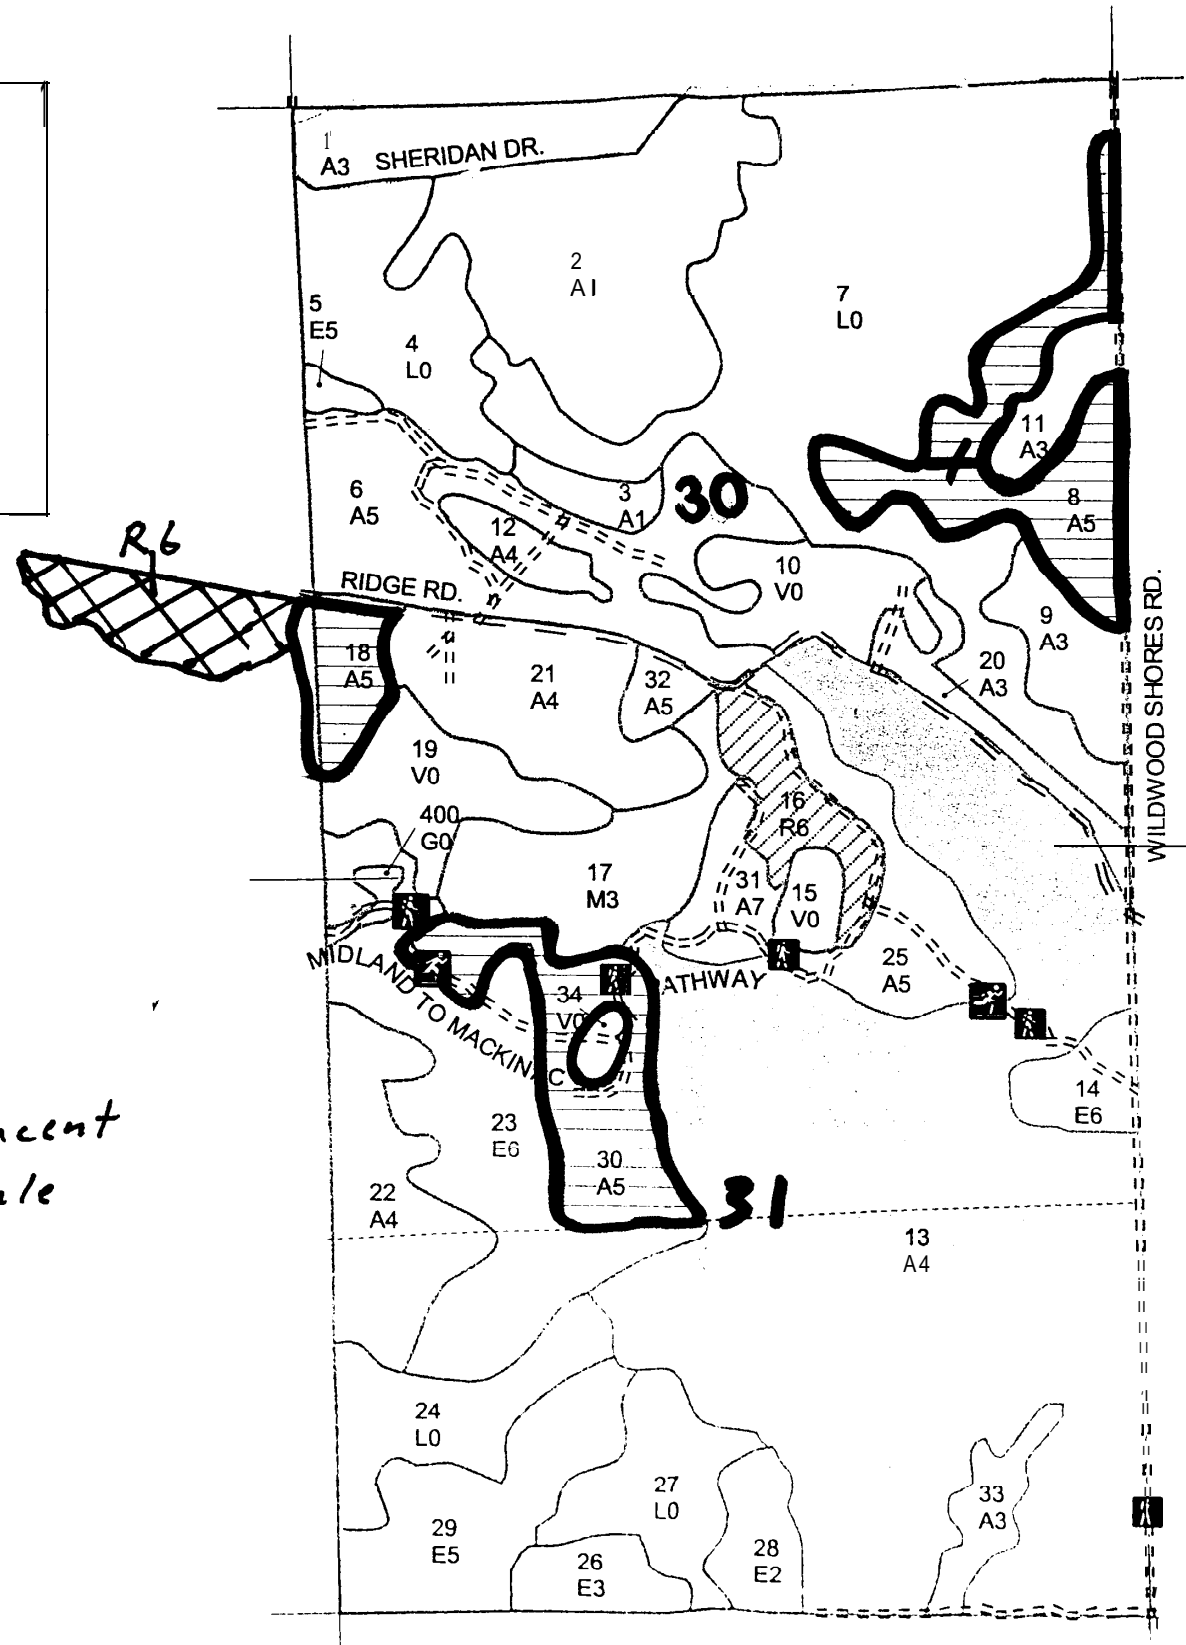 1
A3
SHERIDAN DR.
2
A1
7
L0
5
E5
4
L0
11
A3
6
A5
3
A1
30
8
A5
12
A4
R,6
10
V0
RIDGE RD.
9
A3
WILDWOOD SHORES RD.
18
A5
21
A4
32
A5
20
A3
19
V0
16
R6
400
G0
17
M3
31
A7
15
V0
25
A5
MIDLAND TO MACKIN C
ATHWAY
34
V0
14
E6
23
E6
30
A5
22
A4
31
13
A4
24
L0
27
L0
33
A3
29
E5
26
E3
28
E2